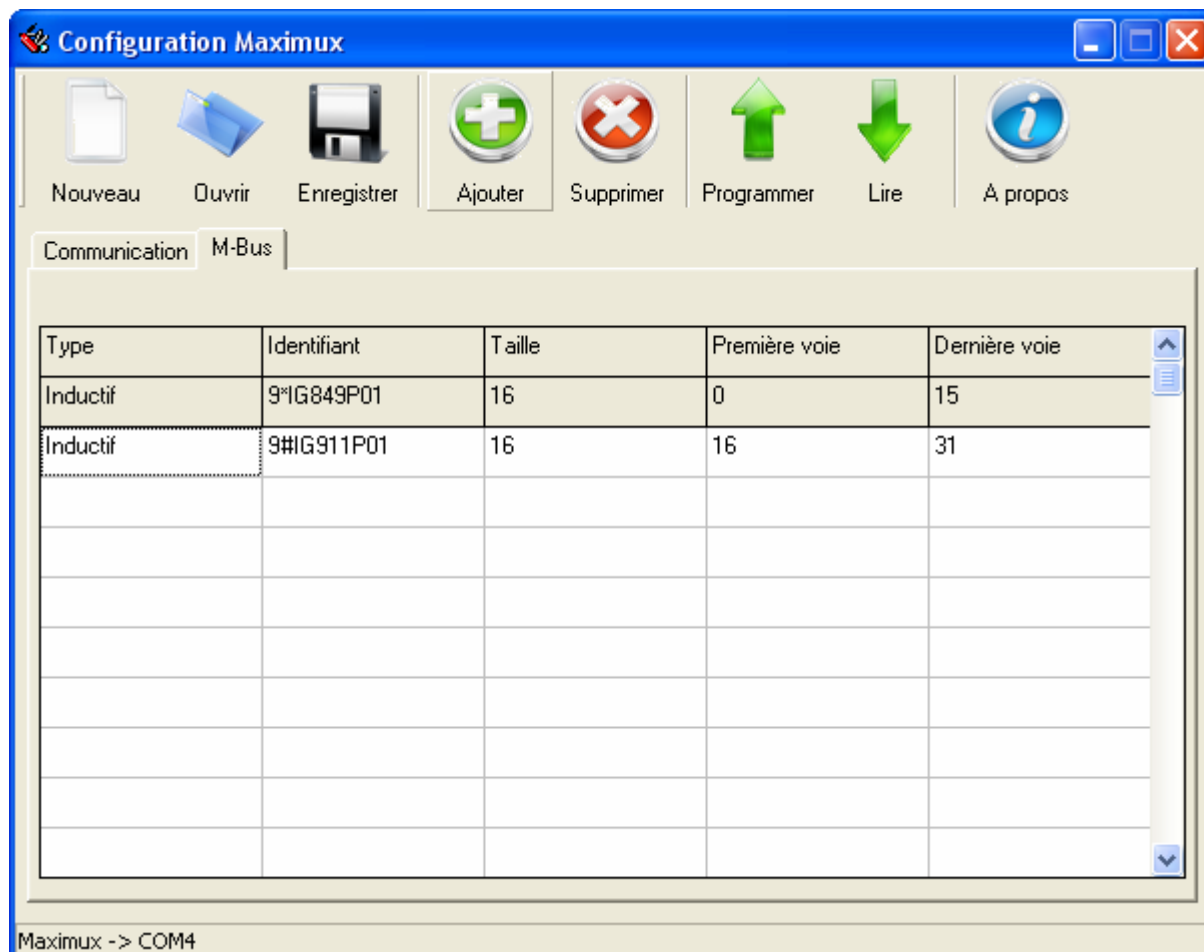 Configuration Maximux
Nouveau Ouvrir Enregistrer Ajouter Supprimer Programmer Lire A propos
Communication M-Bus
Type Identifiant Taille Première voie Dernière voie
Inductif 9*IG849P01 16 0 15
Inductif 9#IG911P01 16 16 31
Maximux -> COM4